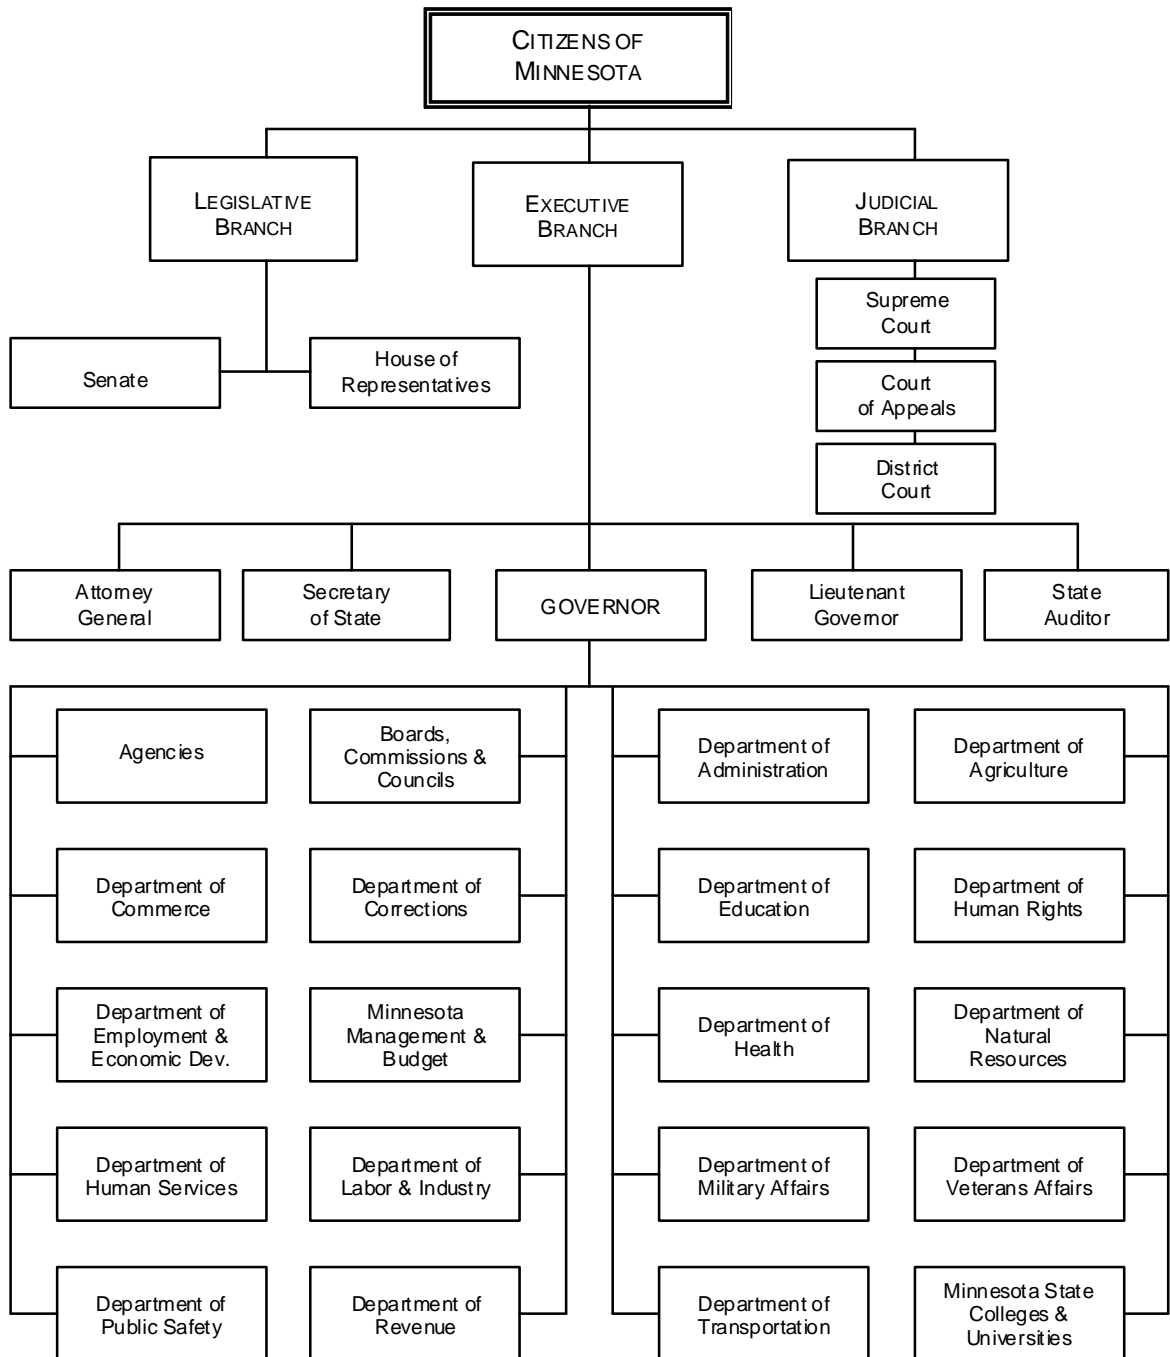 CITIZENS OF
MINNESOTA
LEGISLATIVE
BRANCH
EXECUTIVE
BRANCH
JUDICIAL
BRANCH
Supreme
Court
Senate
House of
Representatives
Court
of Appeals
District
Court
Attorney
General
Secretary
of State
GOVERNOR
Lieutenant
Governor
State
Auditor
Agencies
Boards,
Commissions &
Councils
Department of
Administration
Department of
Agriculture
Department of
Commerce
Department of
Corrections
Department of
Education
Department of
Human Rights
Department of
Employment &
Economic Dev.
Minnesota
Management &
Budget
Department of
Health
Department of
Natural
Resources
Department of
Human Services
Department of
Labor & Industry
Department of
Military Affairs
Department of
Veterans Affairs
Department of
Public Safety
Department of
Revenue
Department of
Transportation
Minnesota State
Colleges &
Universities